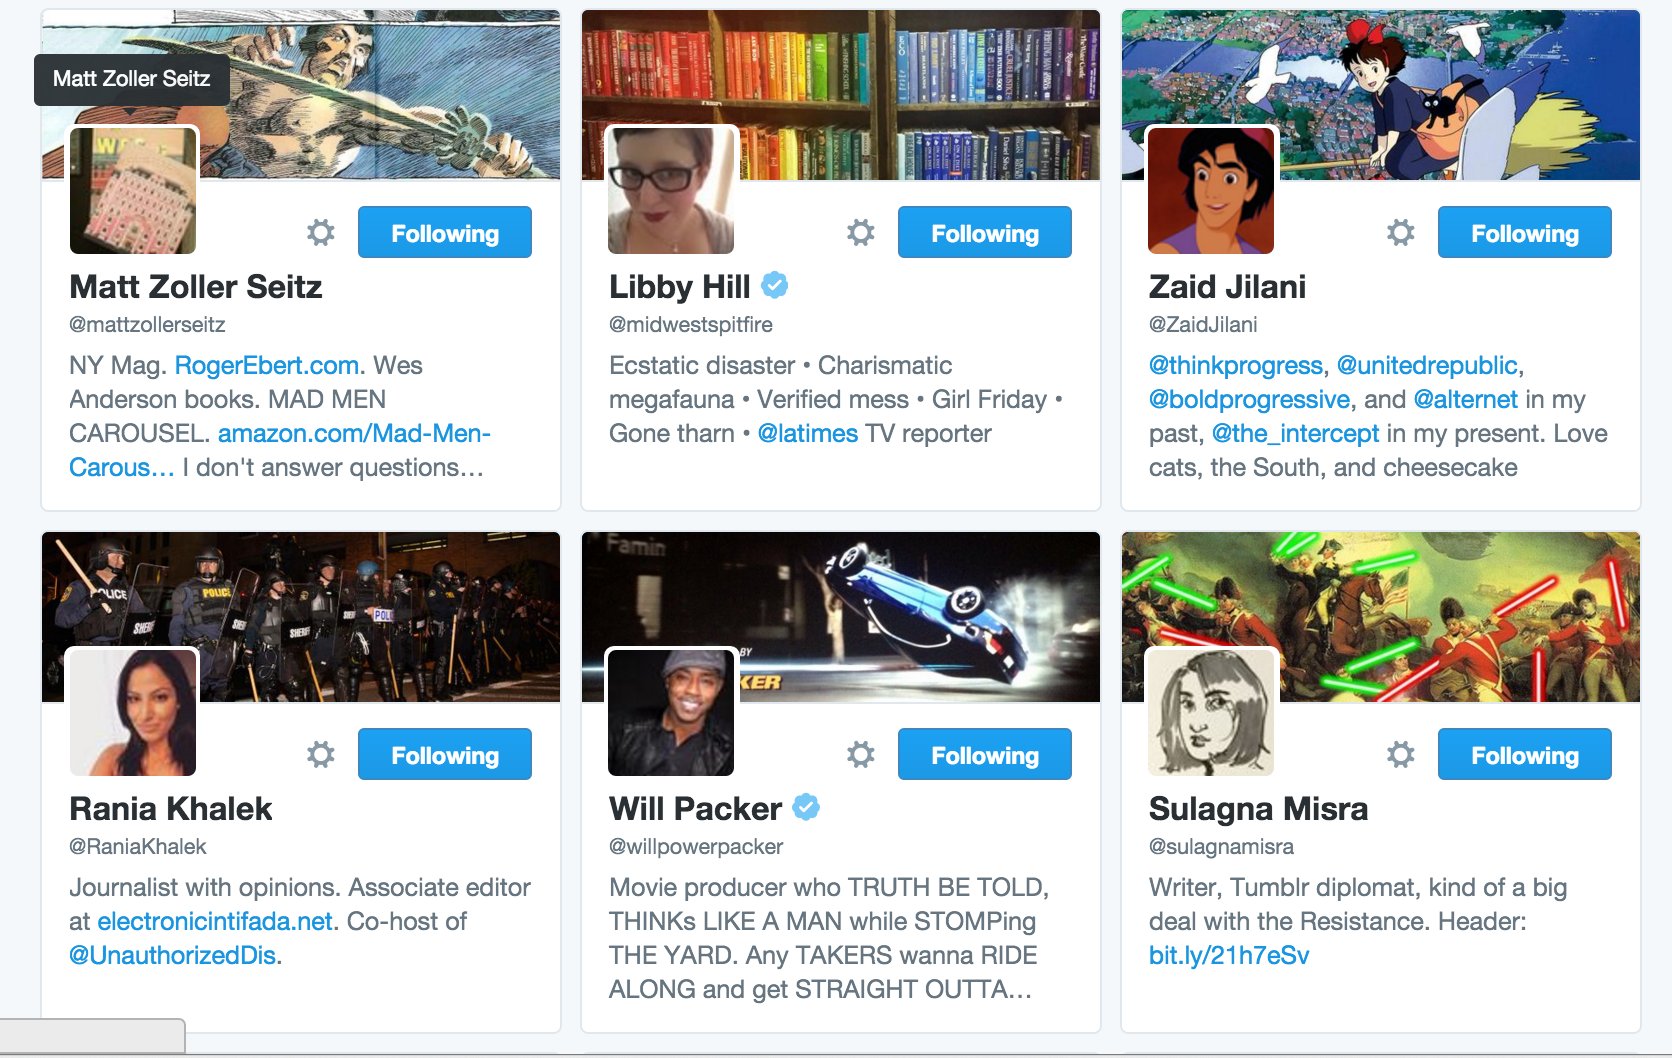 Matt Zoller Seitz
Following
Matt Zoller Seitz
@mattzollerseitz
NY Mag. RogerEbert.com. Wes
Anderson books. MAD MEN
CAROUSEL. amazon.com/Mad-Men-
Carous… I don't answer questions…
Following
Libby Hill
@midwestspitfire
Ecstatic disaster • Charismatic
megafauna • Verified mess • Girl Friday •
Gone tharn • @latimes TV reporter
Following
Zaid Jilani
@ZaidJilani
@thinkprogress, @unitedrepublic,
@boldprogressive, and @alternet in my
past, @the_intercept in my present. Love
cats, the South, and cheesecake
POLICE
POLICE
SHERIFF
Following
Rania Khalek
@RaniaKhalek
Journalist with opinions. Associate editor
at electronicintifada.net. Co-host of
@UnauthorizedDis.
Famin
BY
KER
Following
Will Packer
@willpowerpacker
Movie producer who TRUTH BE TOLD,
THINKs LIKE A MAN while STOMPing
THE YARD. Any TAKERS wanna RIDE
ALONG and get STRAIGHT OUTTA…
Following
Sulagna Misra
@sulagnamisra
Writer, Tumblr diplomat, kind of a big
deal with the Resistance. Header:
bit.ly/21h7eSv